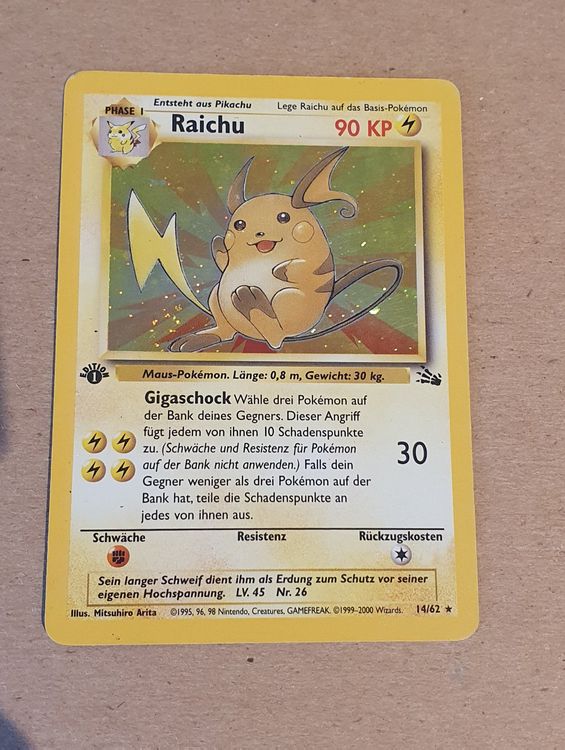 Entsteht aus Pikachu
Lege Raichu auf das Basis-Pokémon
PHASE 1
Raichu
90 KP
EDITION
1
Maus-Pokémon. Länge: 0,8 m, Gewicht: 30 kg.
Gigaschock Wähle drei Pokémon auf
der Bank deines Gegners. Dieser Angriff
fügt jedem von ihnen 10 Schadenspunkte
zu. (Schwäche und Resistenz für Pokémon
auf der Bank nicht anwenden.) Falls dein
Gegner weniger als drei Pokémon auf der
Bank hat, teile die Schadenspunkte an
jedes von ihnen aus.
30
Schwäche
Resistenz
Rückzugskosten
Sein langer Schweif dient ihm als Erdung zum Schutz vor seiner
eigenen Hochspannung. LV. 45 Nr. 26
Illus. Mitsuhiro Arita
©1995, 96, 98 Nintendo, Creatures, GAMEFREAK. ©1999-2000 Wizards.
14/62 ★